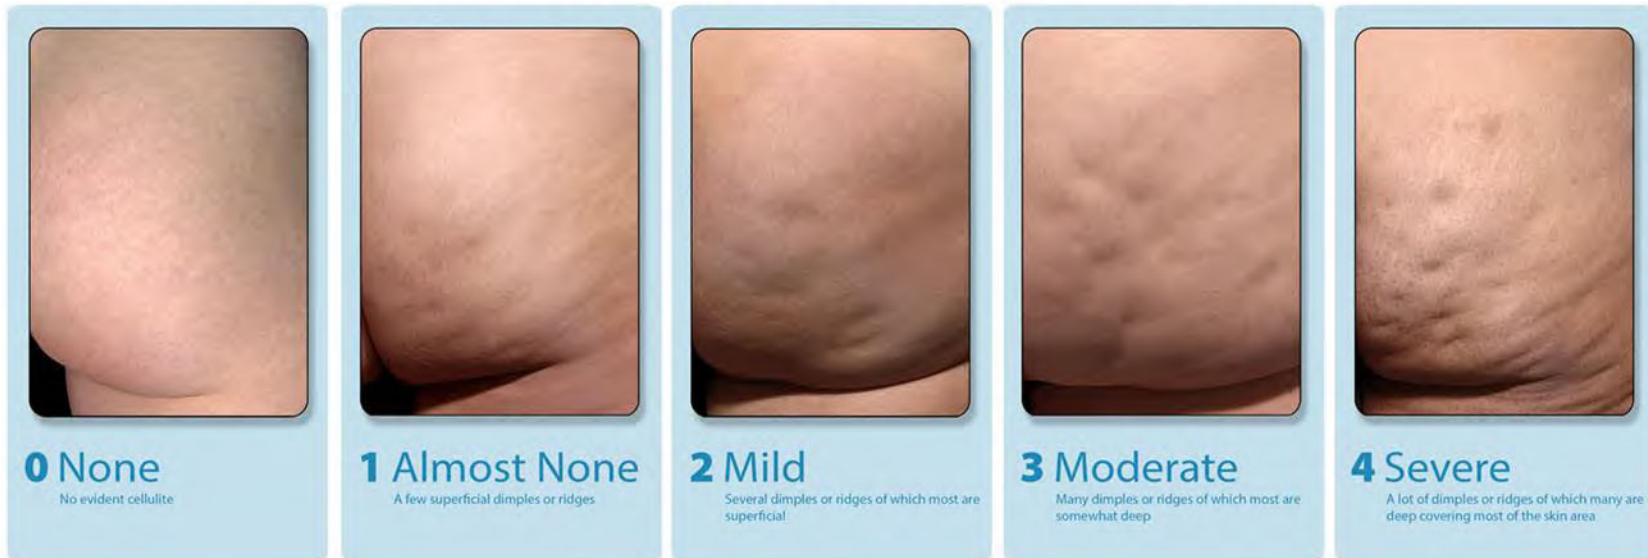 0 None
No evident cellulite
1 Almost None
A few superficial dimples or ridges
2 Mild
Several dimples or ridges of which most are
superficial
3 Moderate
Many dimples or ridges of which most are
somewhat deep
4 Severe
A lot of dimples or ridges of which many are
deep covering most of the skin area